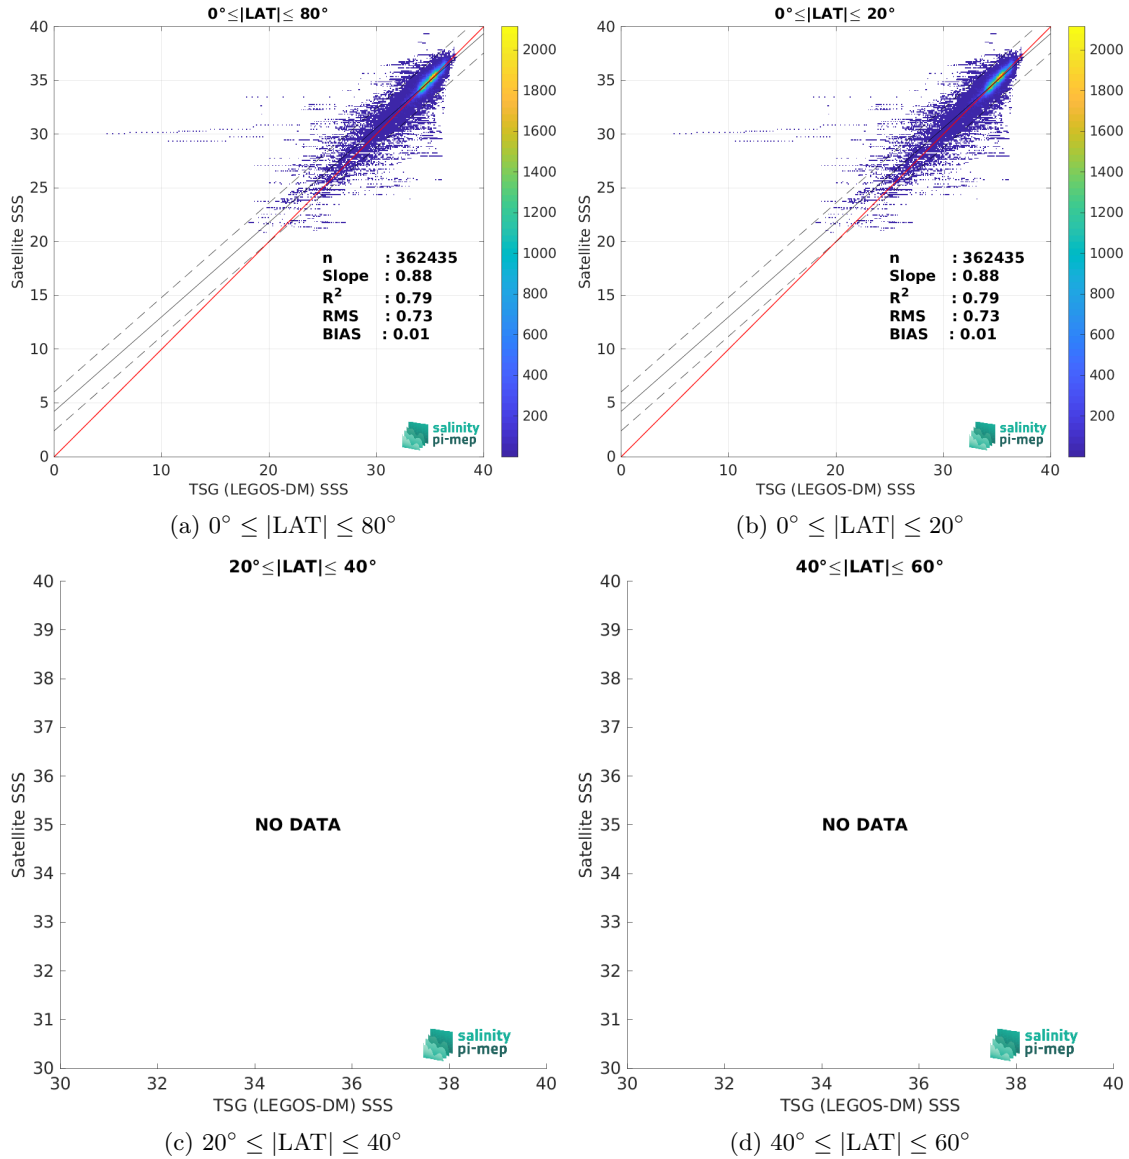 0°≤|LAT|≤ 80°
40
35
30
25
20
15
10
5
0
Satellite SSS
0
10
20
30
40
TSG (LEGOS-DM) SSS
2000
1800
1600
1400
1200
1000
800
600
400
200
n : 362435
Slope : 0.88
R² : 0.79
RMS : 0.73
BIAS : 0.01
salinity
pi-mep
(a) 0° ≤ |LAT| ≤ 80°
0°≤|LAT|≤ 20°
40
35
30
25
20
15
10
5
0
Satellite SSS
0
10
20
30
40
TSG (LEGOS-DM) SSS
2000
1800
1600
1400
1200
1000
800
600
400
200
n : 362435
Slope : 0.88
R² : 0.79
RMS : 0.73
BIAS : 0.01
salinity
pi-mep
(b) 0° ≤ |LAT| ≤ 20°
20°≤|LAT|≤ 40°
40
39
38
37
36
35
34
33
32
31
30
Satellite SSS
NO DATA
salinity
pi-mep
30
32
34
36
38
40
TSG (LEGOS-DM) SSS
(c) 20° ≤ |LAT| ≤ 40°
40°≤|LAT|≤ 60°
40
39
38
37
36
35
34
33
32
31
30
Satellite SSS
NO DATA
salinity
pi-mep
30
32
34
36
38
40
TSG (LEGOS-DM) SSS
(d) 40° ≤ |LAT| ≤ 60°